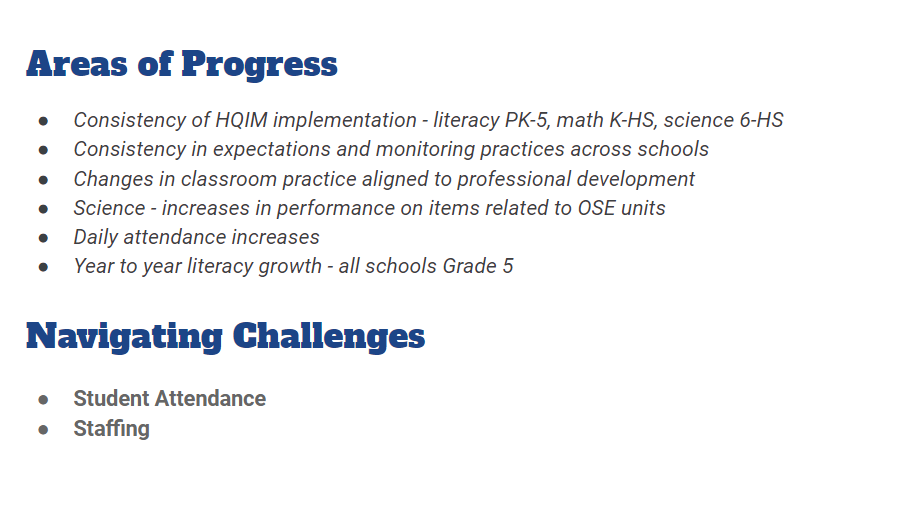 Areas of Progress
● Consistency of HQIM implementation - literacy PK-5, math K-HS, science 6-HS
● Consistency in expectations and monitoring practices across schools
● Changes in classroom practice aligned to professional development
● Science - increases in performance on items related to OSE units
● Daily attendance increases
● Year to year literacy growth - all schools Grade 5
Navigating Challenges
● Student Attendance
● Staffing